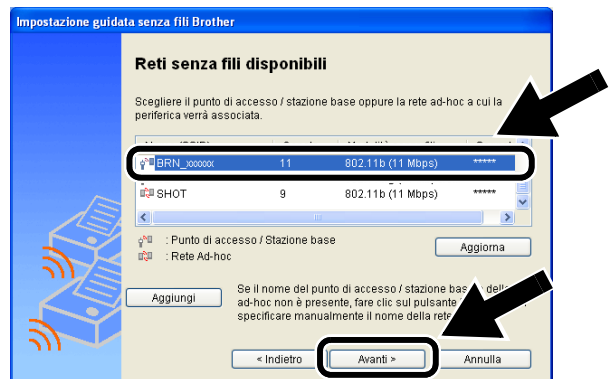 Impostazione guidata senza fili Brother
Reti senza fili disponibili
Scegliere il punto di accesso / stazione base oppure la rete ad-hoc a cui la
periferica verrà associata.
BRN_xxxxxx 11 802.11b (11 Mbps) *****
SHOT 9 802.11b (11 Mbps) *****
: Punto di accesso / Stazione base
: Rete Ad-hoc
Aggiorna
Aggiungi
Se il nome del punto di accesso / stazione
ad-hoc non è presente, fare clic sul pulsante
specificare manualmente il nome della rete
< Indietro
Avanti >
Annulla